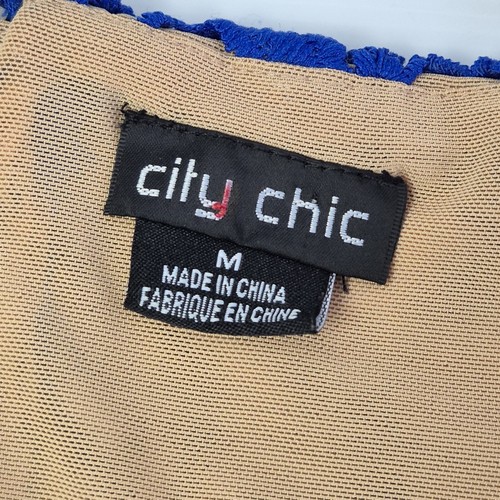 city chic
M
MADE IN CHINA
FABRIQUE EN CHINE